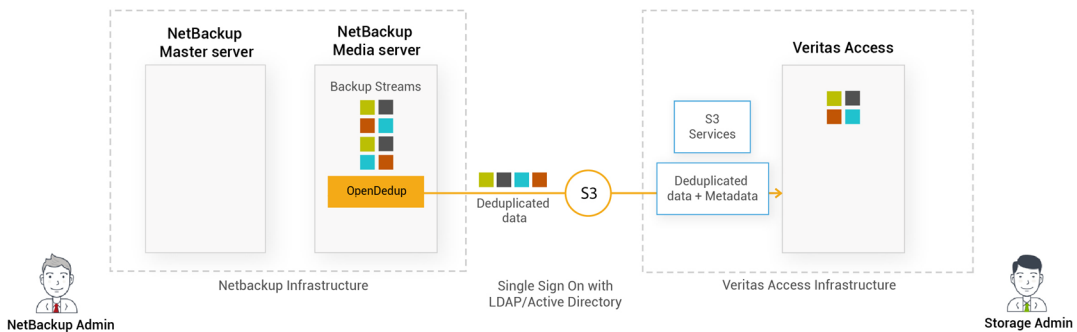 NetBackup
Master server
NetBackup
Media server
Backup Streams
OpenDedup
Deduplicated
data
S3
Veritas Access
S3
Services
Deduplicated
data + Metadata
Netbackup Infrastructure
Single Sign On with
LDAP/Active Directory
Veritas Access Infrastructure
NetBackup Admin
Storage Admin